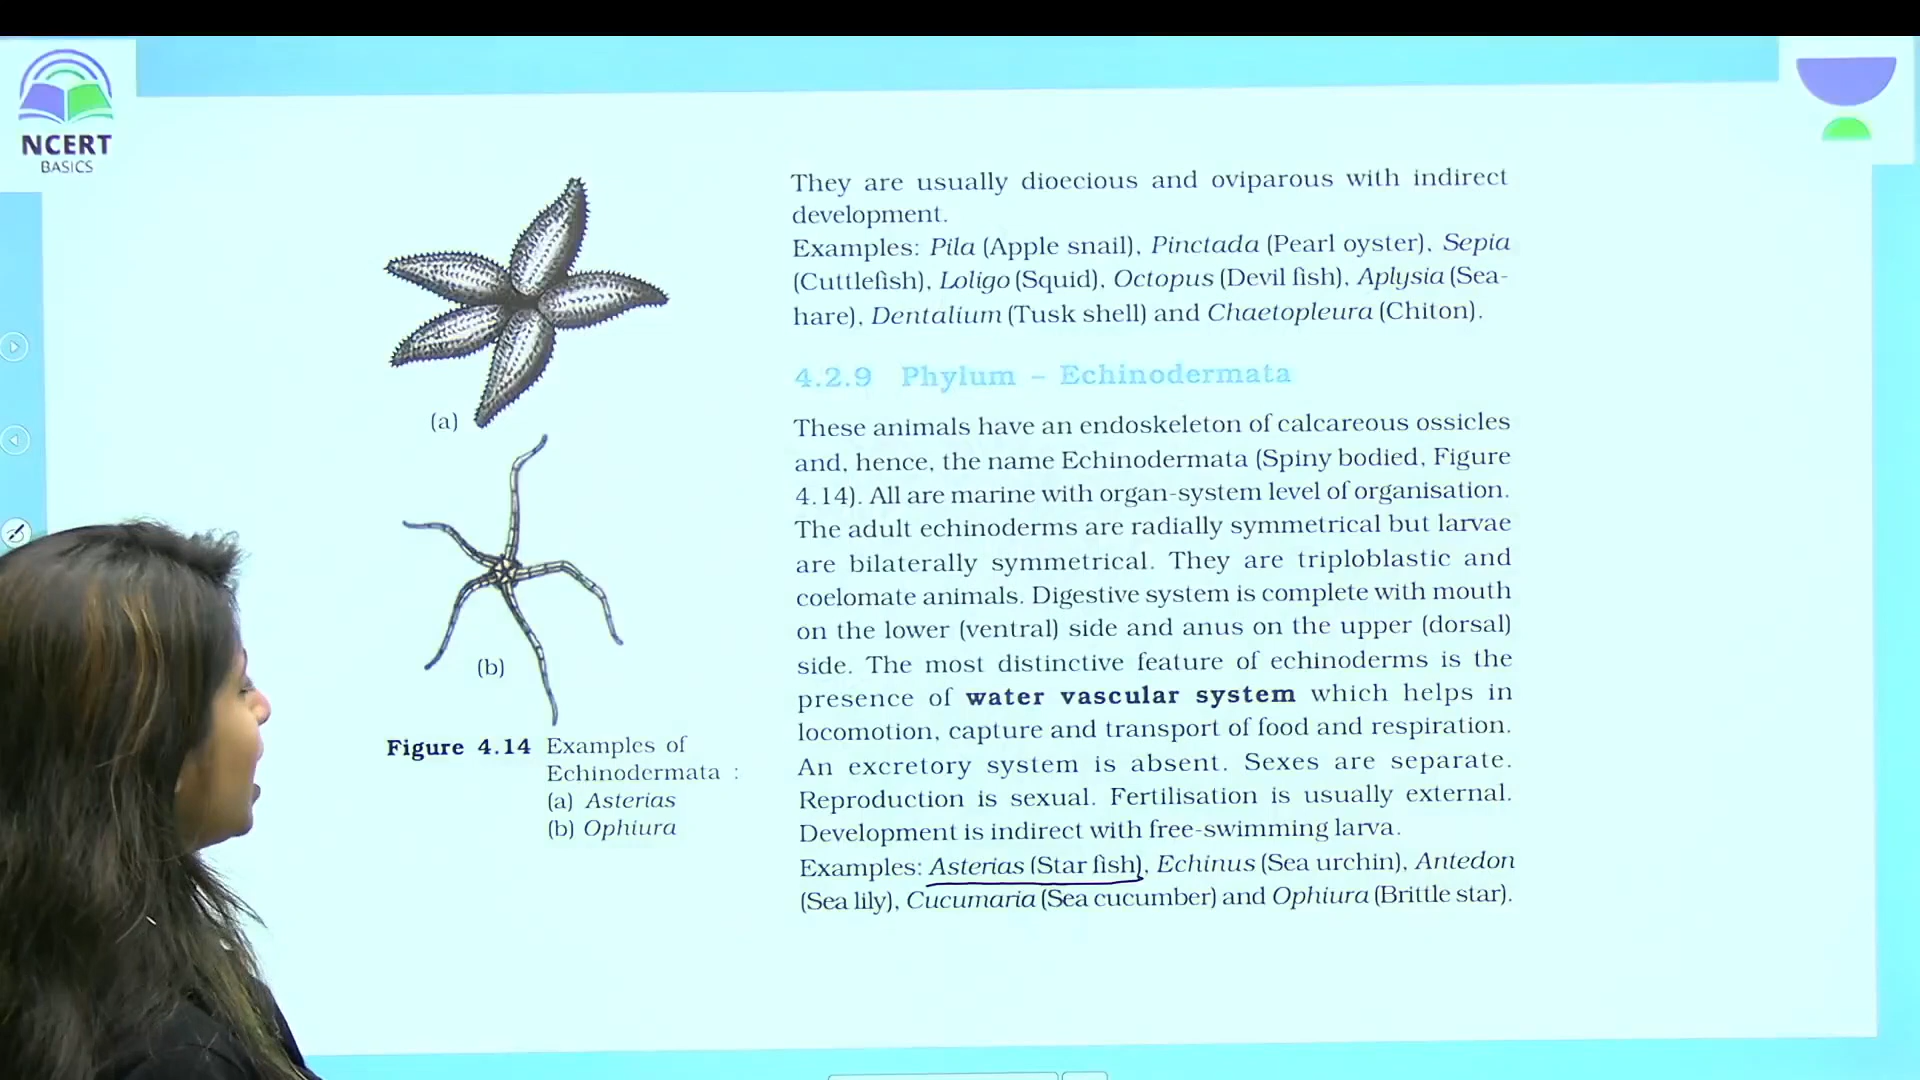 NCERT
BASICS
They are usually dioecious and oviparous with indirect
development.
Examples: Pila (Apple snail), Pinctada (Pearl oyster), Sepia
(Cuttlefish), Loligo (Squid), Octopus (Devil fish), Aplysia (Sea-
hare), Dentalium (Tusk shell) and Chaetopleura (Chiton).
4.2.9 Phylum – Echinodermata
These animals have an endoskeleton of calcareous ossicles
and, hence, the name Echinodermata (Spiny bodied, Figure
4.14). All are marine with organ-system level of organisation.
The adult echinoderms are radially symmetrical but larvae
are bilaterally symmetrical. They are triploblastic and
coelomate animals. Digestive system is complete with mouth
on the lower (ventral) side and anus on the upper (dorsal)
side. The most distinctive feature of echinoderms is the
presence of water vascular system which helps in
locomotion, capture and transport of food and respiration.
An excretory system is absent. Sexes are separate.
Reproduction is sexual. Fertilisation is usually external.
Development is indirect with free-swimming larva.
Examples: Asterias (Star fish), Echinus (Sea urchin), Antedon
(Sea lily), Cucumaria (Sea cucumber) and Ophiura (Brittle star).
(a)
(b)
Figure 4.14 Examples of
Echinodermata :
(a) Asterias
(b) Ophiura